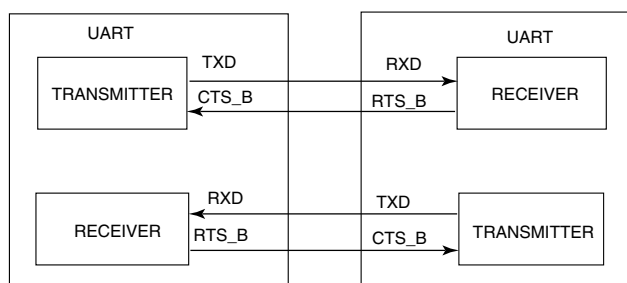 UART UART
TXD RXD
TRANSMITTER RECEIVER
CTS_B RTS_B
RXD TXD
RECEIVER TRANSMITTER
RTS_B CTS_B